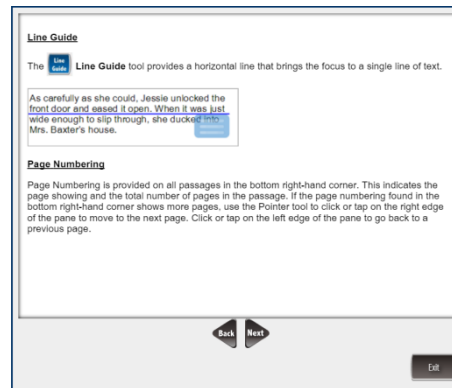 Line Guide
The Line Guide Line Guide tool provides a horizontal line that brings the focus to a single line of text.
As carefully as she could, Jessie unlocked the
front door and eased it open. When it was just
wide enough to slip through, she ducked into
Mrs. Baxter's house.
Page Numbering
Page Numbering is provided on all passages in the bottom right-hand corner. This indicates the
page showing and the total number of pages in the passage. If the page numbering found in the
bottom right-hand corner shows more pages, use the Pointer tool to click or tap on the right edge
of the pane to move to the next page. Click or tap on the left edge of the pane to go back to a
previous page.
Back Next
Exit